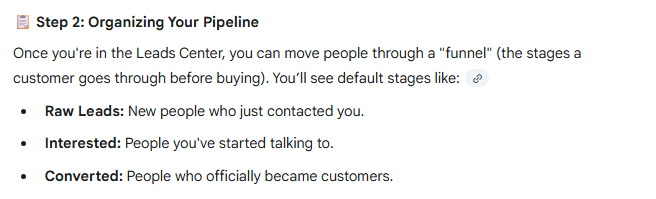 📋 Step 2: Organizing Your Pipeline
Once you're in the Leads Center, you can move people through a "funnel" (the stages a
customer goes through before buying). You’ll see default stages like:
• Raw Leads: New people who just contacted you.
• Interested: People you've started talking to.
• Converted: People who officially became customers.